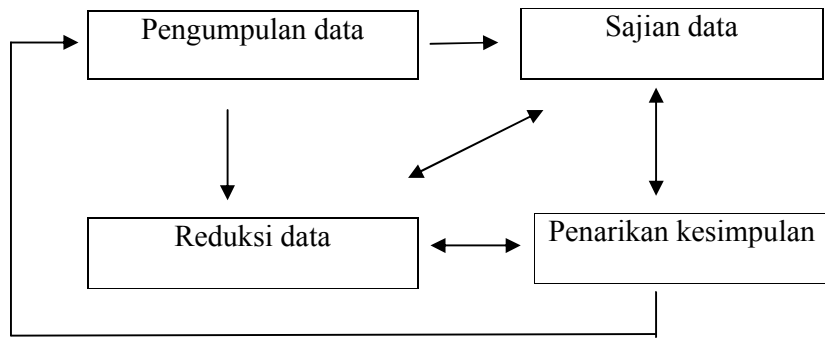 Pengumpulan data
Sajian data
Reduksi data
Penarikan kesimpulan